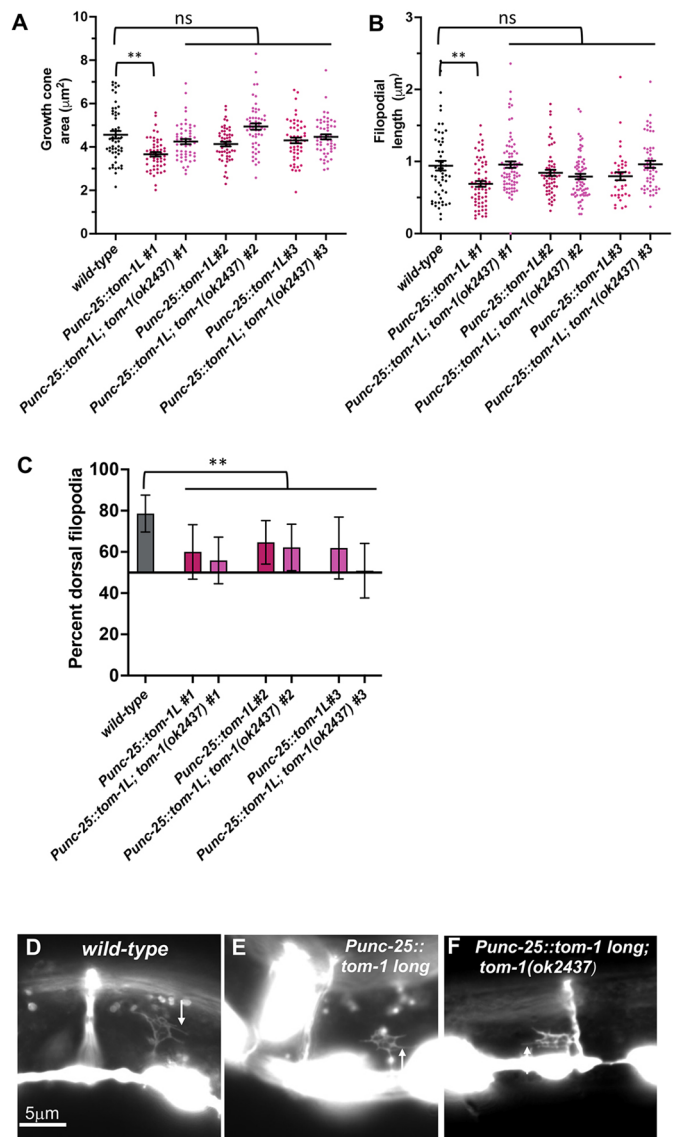 A
ns
**
Growth cone
area (μm²)
10
8
6
4
2
0
wild-type
Punc-25::tom-1L #1
Punc-25::tom-1L; tom-1(ok2437) #1
Punc-25::tom-1L#2
Punc-25::tom-1L; tom-1(ok2437) #2
Punc-25::tom-1L#3
Punc-25::tom-1L; tom-1(ok2437) #3
B
ns
**
Filopodial
length (μm)
3
2
1
0
wild-type
Punc-25::tom-1L #1
Punc-25::tom-1L; tom-1(ok2437) #1
Punc-25::tom-1L#2
Punc-25::tom-1L; tom-1(ok2437) #2
Punc-25::tom-1L#3
Punc-25::tom-1L; tom-1(ok2437) #3
C
**
Percent dorsal filopodia
100
80
60
40
20
0
wild-type
Punc-25::tom-1L #1
Punc-25::tom-1L; tom-1(ok2437) #1
Punc-25::tom-1L#2
Punc-25::tom-1L; tom-1(ok2437) #2
Punc-25::tom-1L#3
Punc-25::tom-1L; tom-1(ok2437) #3
D
wild-type
5μm
E
Punc-25::
tom-1 long
F
Punc-25::tom-1 long;
tom-1(ok2437)